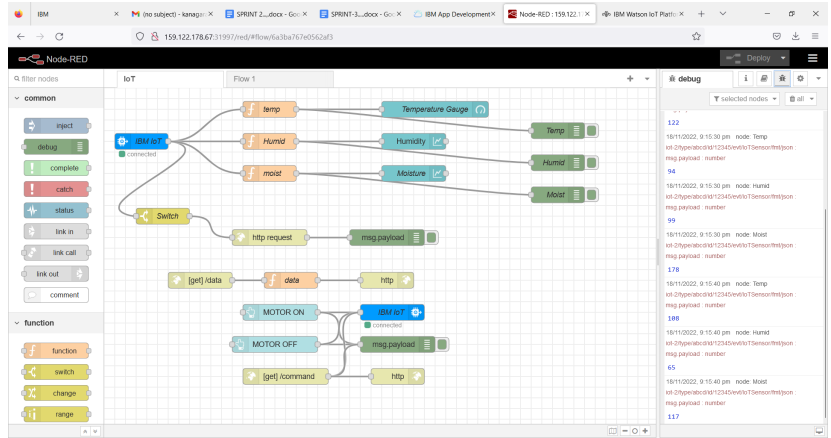 IBM
M (no subject) - kanagar
SPRINT 2....docx - Goo
SPRINT-3....docx - Goo
IBM App Development
Node-RED : 159.122.1
IBM Watson IoT Platfo
159.122.178.67:31997/red/#flow/6a3ba767e0562af3
Node-RED
Deploy
filter nodes
IoT
Flow 1
debug
i
selected nodes
all
common
inject
debug
complete
catch
status
link in
link call
link out
comment
function
function
switch
change
range
temp
Temperature Gauge
Temp
IBM IoT
connected
Humid
Humidity
Humid
moist
Moisture
Moist
Switch
http request
msg.payload
[get] /data
data
http
MOTOR ON
IBM IoT
connected
MOTOR OFF
msg.payload
[get] /command
http
122
18/11/2022, 9:15:30 pm node: Temp
iot-2/type/abcd/id/12345/evt/IoTSensor/fmt/json :
msg.payload : number
94
18/11/2022, 9:15:30 pm node: Humid
iot-2/type/abcd/id/12345/evt/IoTSensor/fmt/json :
msg.payload : number
99
18/11/2022, 9:15:30 pm node: Moist
iot-2/type/abcd/id/12345/evt/IoTSensor/fmt/json :
msg.payload : number
178
18/11/2022, 9:15:40 pm node: Temp
iot-2/type/abcd/id/12345/evt/IoTSensor/fmt/json :
msg.payload : number
108
18/11/2022, 9:15:40 pm node: Humid
iot-2/type/abcd/id/12345/evt/IoTSensor/fmt/json :
msg.payload : number
65
18/11/2022, 9:15:40 pm node: Moist
iot-2/type/abcd/id/12345/evt/IoTSensor/fmt/json :
msg.payload : number
117